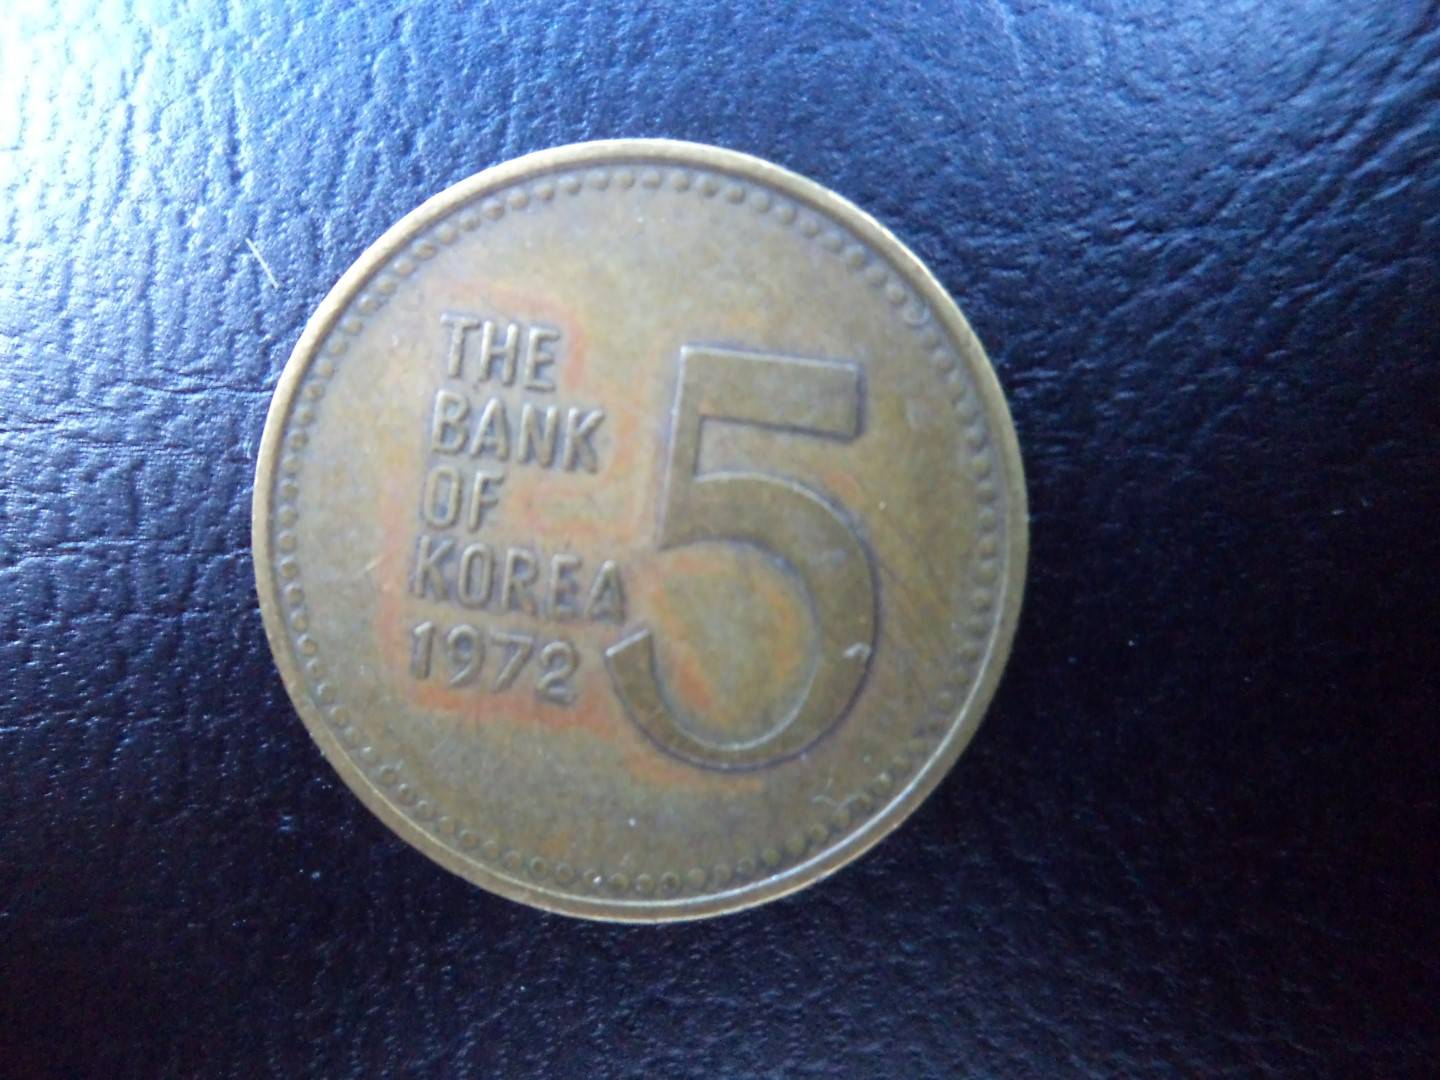 THE
BANK
OF
KOREA
1972
5